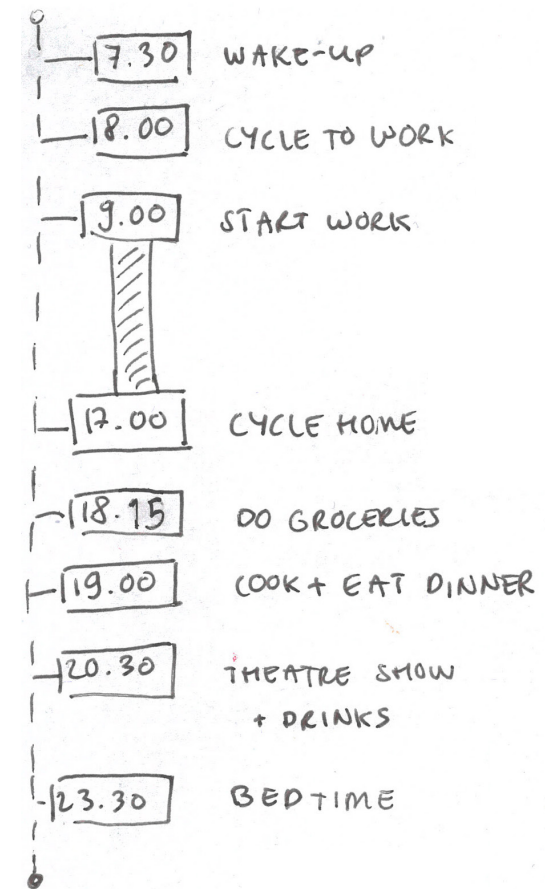 7.30 WAKE-UP
8.00 CYCLE TO WORK
9.00 START WORK
17.00 CYCLE HOME
18.15 DO GROCERIES
19.00 COOK + EAT DINNER
20.30 THEATRE SHOW
+ DRINKS
23.30 BEDTIME